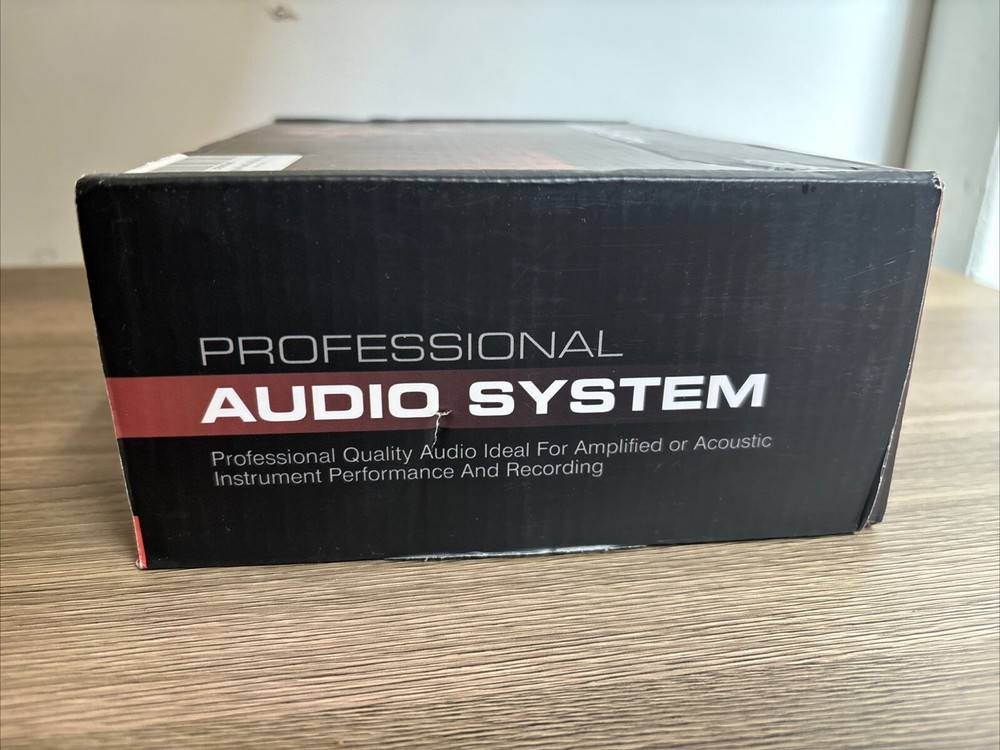 PROFESSIONAL
AUDIO SYSTEM
Professional Quality Audio Ideal For Amplified or Acoustic
Instrument Performance And Recording